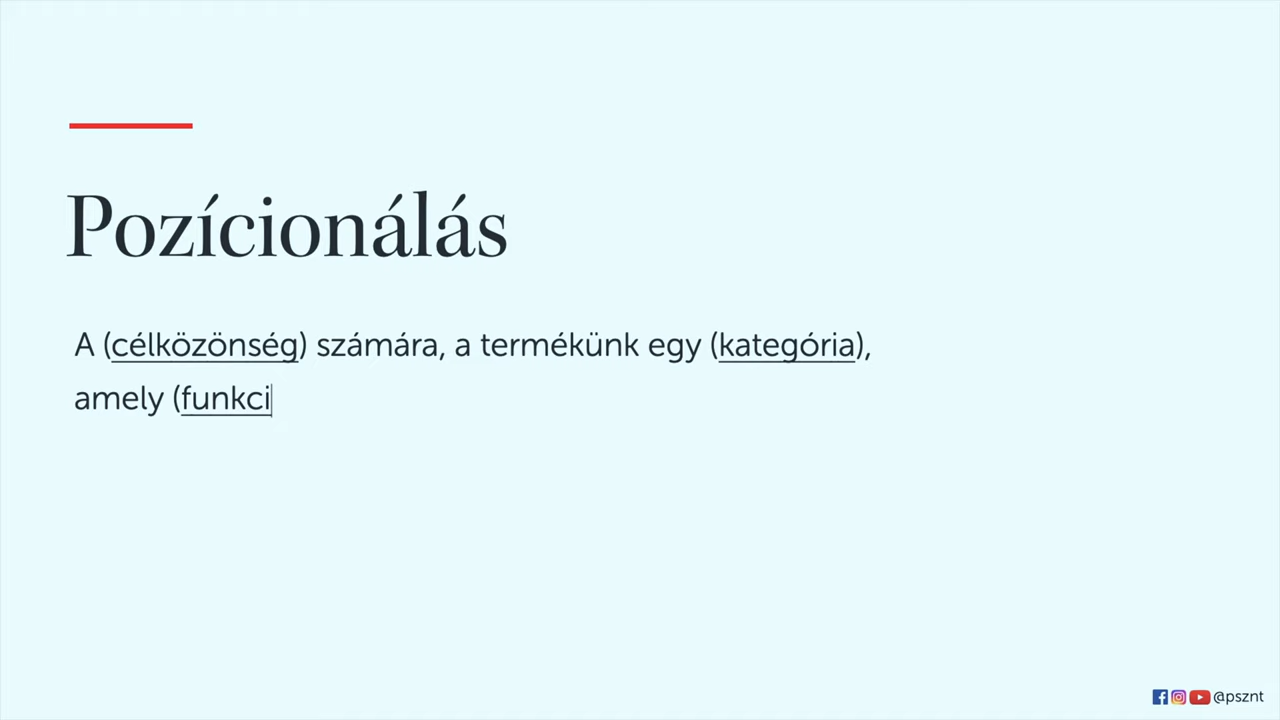 Pozícionálás
A (célközönség) számára, a termékünk egy (kategória),
amely (funkci
@psznt